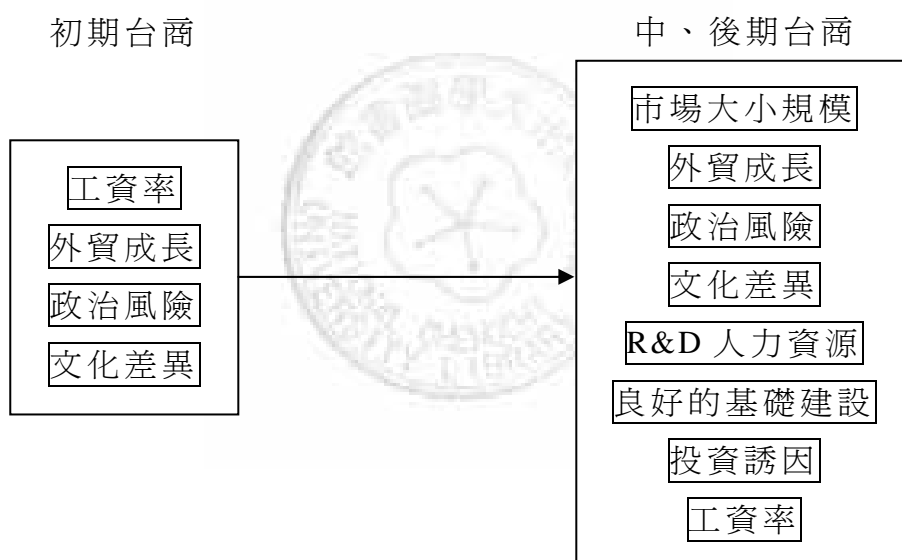 初期台商
中、後期台商
工資率
外貿成長
政治風險
文化差異
市場大小規模
外貿成長
政治風險
文化差異
R&D 人力資源
良好的基礎建設
投資誘因
工資率